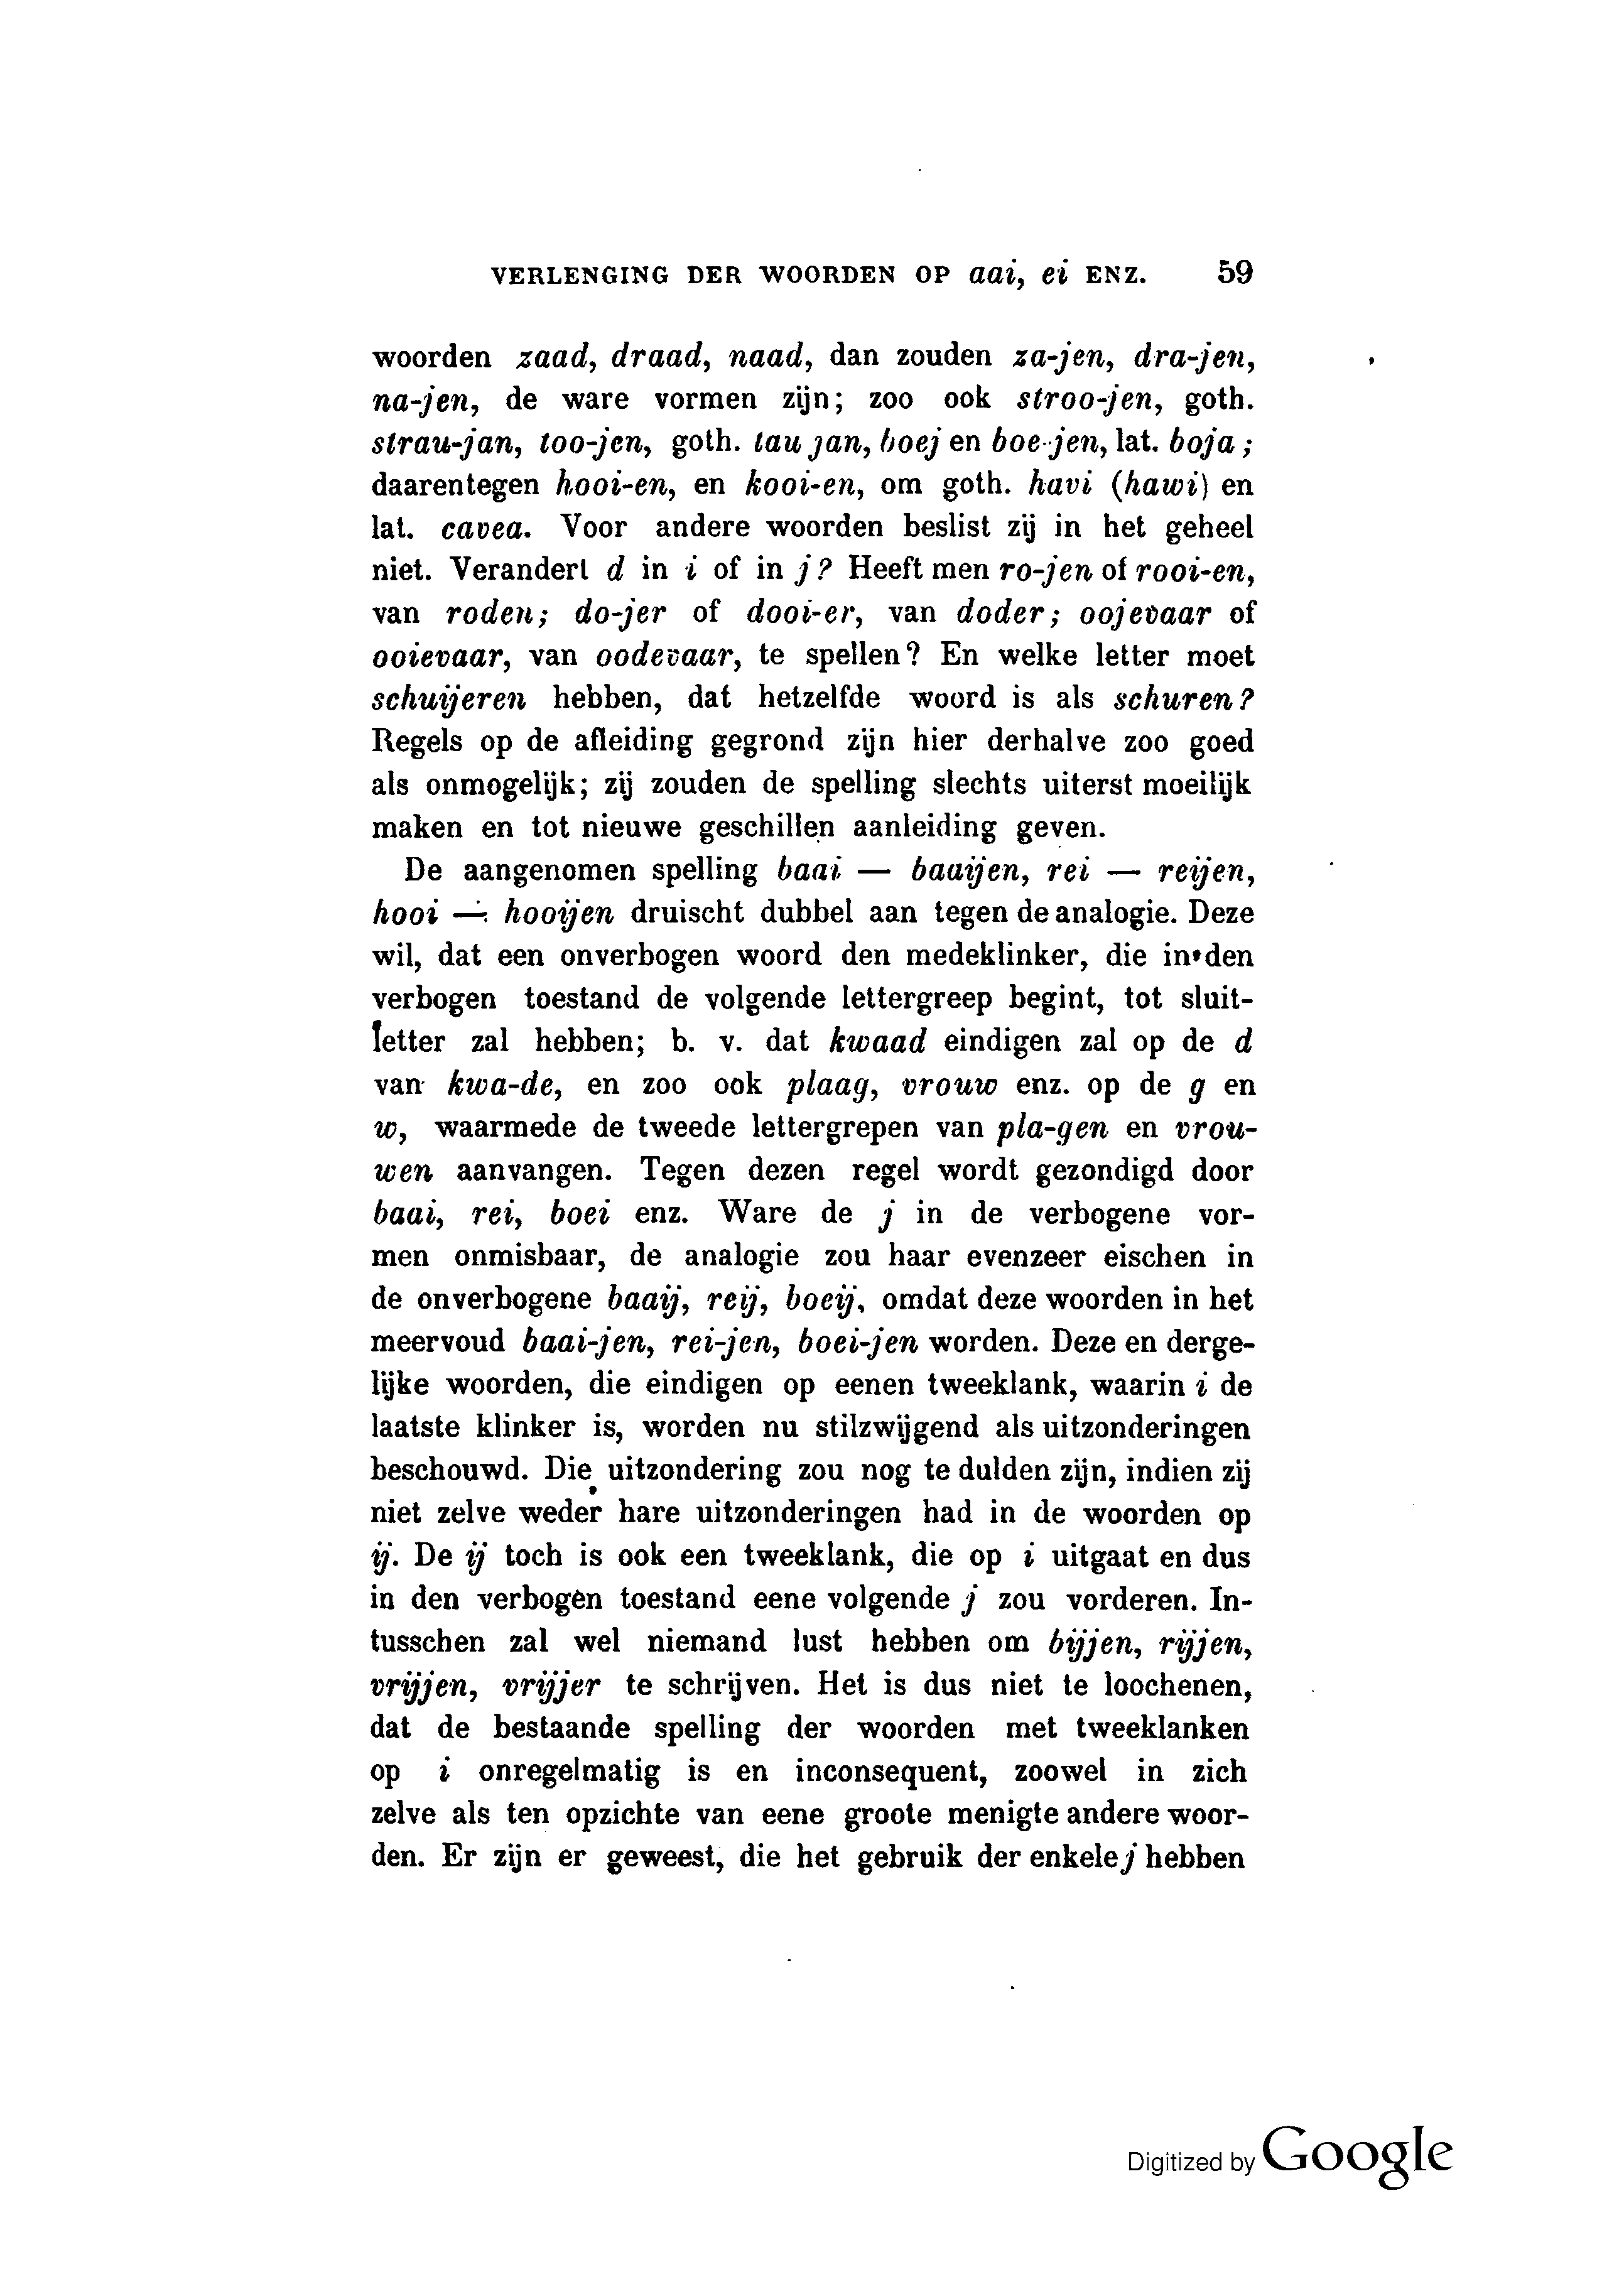 VERLENGING DER WOORDEN OP aai, ei ENZ. 59
woorden zaad, draad, naad, dan zouden za-jen, dra-jen,
na-jen, de ware vormen zijn; zoo ook stroo-jen, goth.
strau-jan, too-jen, goth. tau jan, boej en boe-jen, lat. boja;
daarentegen hooi-en, en kooi-en, om goth. havi (hawi) en
lat. cavea. Voor andere woorden beslist zij in het geheel
niet. Verandert d in i of in j? Heeft men ro-jen of rooi-en,
van roden; do-jer of dooi-er, van doder; oojevaar of
ooievaar, van oodevaar, te spellen? En welke letter moet
schuijeren hebben, dat hetzelfde woord is als schuren?
Regels op de afleiding gegrond zijn hier derhalve zoo goed
als onmogelijk; zij zouden de spelling slechts uiterst moeilijk
maken en tot nieuwe geschillen aanleiding geven.
De aangenomen spelling baai — baaijen, rei — reijen,
hooi — hooijen druischt dubbel aan tegen de analogie. Deze
wil, dat een onverbogen woord den medeklinker, die in den
verbogen toestand de volgende lettergreep begint, tot sluit-
letter zal hebben; b. v. dat kwaad eindigen zal op de d
van kwa-de, en zoo ook plaag, vrouw enz. op de g en
w, waarmede de tweede lettergrepen van pla-gen en vrou-
wen aanvangen. Tegen dezen regel wordt gezondigd door
baai, rei, boei enz. Ware de j in de verbogene vor-
men onmisbaar, de analogie zou haar evenzeer eischen in
de onverbogene baaij, reij, boeij, omdat deze woorden in het
meervoud baai-jen, rei-jen, boei-jen worden. Deze en derge-
lijke woorden, die eindigen op eenen tweeklank, waarin i de
laatste klinker is, worden nu stilzwijgend als uitzonderingen
beschouwd. Die uitzondering zou nog te dulden zijn, indien zij
niet zelve weder hare uitzonderingen had in de woorden op
ij. De ij toch is ook een tweeklank, die op i uitgaat en dus
in den verbogen toestand eene volgende j zou vorderen. In-
tusschen zal wel niemand lust hebben om bijjen, rijjen,
vrijjen, vrijjer te schrijven. Het is dus niet te loochenen,
dat de bestaande spelling der woorden met tweeklanken
op i onregelmatig is en inconsequent, zoowel in zich
zelve als ten opzichte van eene groote menigte andere woor-
den. Er zijn er geweest, die het gebruik der enkele j hebben
Digitized by Google